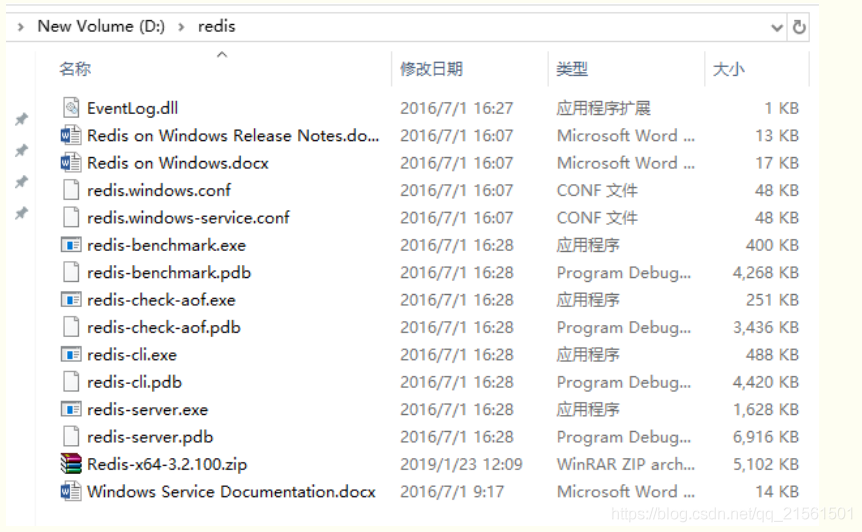 New Volume (D:) > redis
名称 修改日期 类型 大小
EventLog.dll 2016/7/1 16:27 应用程序扩展 1 KB
Redis on Windows Release Notes.do... 2016/7/1 16:07 Microsoft Word ... 13 KB
Redis on Windows.docx 2016/7/1 16:07 Microsoft Word ... 17 KB
redis.windows.conf 2016/7/1 16:07 CONF 文件 48 KB
redis.windows-service.conf 2016/7/1 16:07 CONF 文件 48 KB
redis-benchmark.exe 2016/7/1 16:28 应用程序 400 KB
redis-benchmark.pdb 2016/7/1 16:28 Program Debug... 4,268 KB
redis-check-aof.exe 2016/7/1 16:28 应用程序 251 KB
redis-check-aof.pdb 2016/7/1 16:28 Program Debug... 3,436 KB
redis-cli.exe 2016/7/1 16:28 应用程序 488 KB
redis-cli.pdb 2016/7/1 16:28 Program Debug... 4,420 KB
redis-server.exe 2016/7/1 16:28 应用程序 1,628 KB
redis-server.pdb 2016/7/1 16:28 Program Debug... 6,916 KB
Redis-x64-3.2.100.zip 2019/1/23 12:09 WinRAR ZIP arch... 5,102 KB
Windows Service Documentation.docx 2016/7/1 9:17 Microsoft Word ... 14 KB
https://blog.csdn.net/qq_21561501